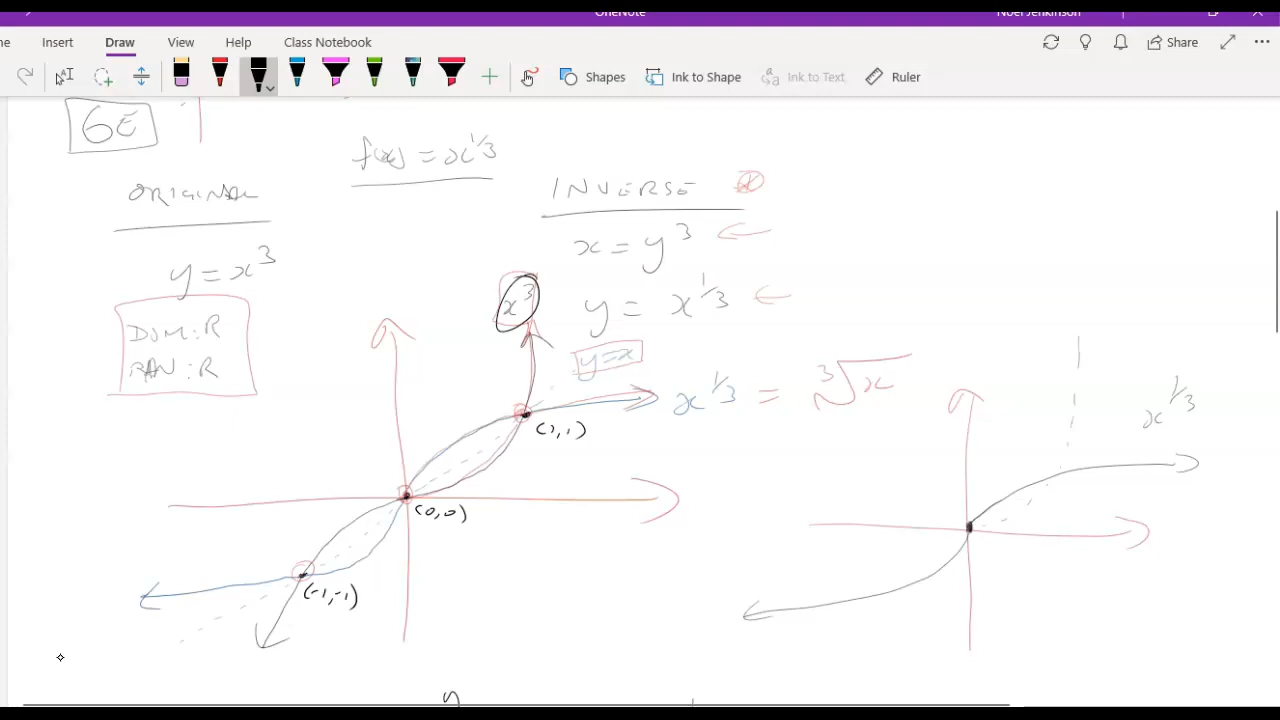 OneNote
Noel Jenkinson
Insert Draw View Help Class Notebook Share
Shapes Ink to Shape Ink to Text Ruler
6E
f(x) = x^1/3
ORIGINAL
INVERSE
y = x^3
x = y^3
y = x^1/3
DOM: R
RAN: R
x^3
y=x
x^1/3 = ∛x
x^1/3
(1,1)
(0,0)
(-1,-1)